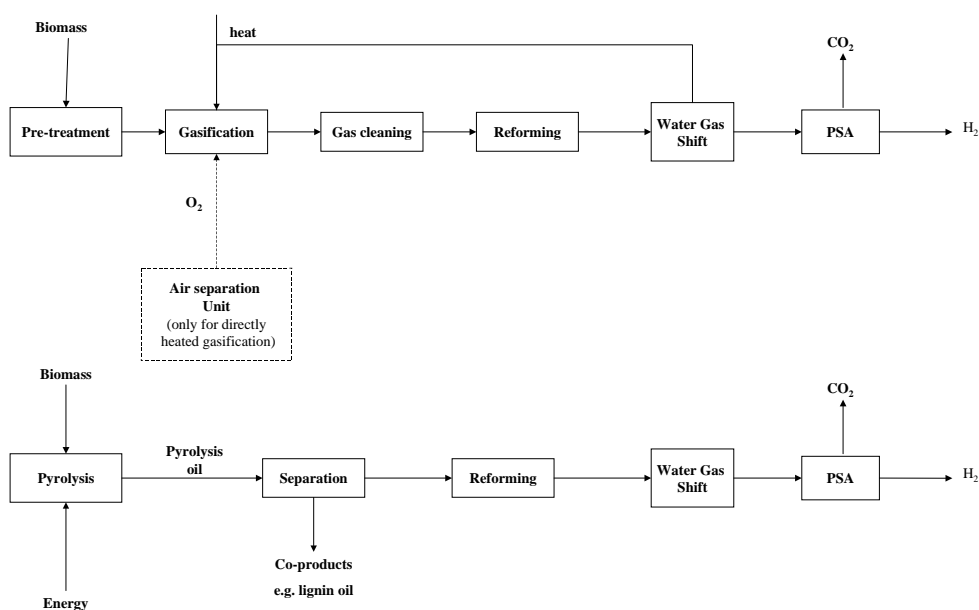 Biomass
heat
CO₂
Pre-treatment
Gasification
Gas cleaning
Reforming
Water Gas
Shift
PSA
H₂
O₂
Air separation
Unit
(only for directly
heated gasification)
Biomass
CO₂
Pyrolysis
Pyrolysis
oil
Separation
Reforming
Water Gas
Shift
PSA
H₂
Co-products
e.g. lignin oil
Energy